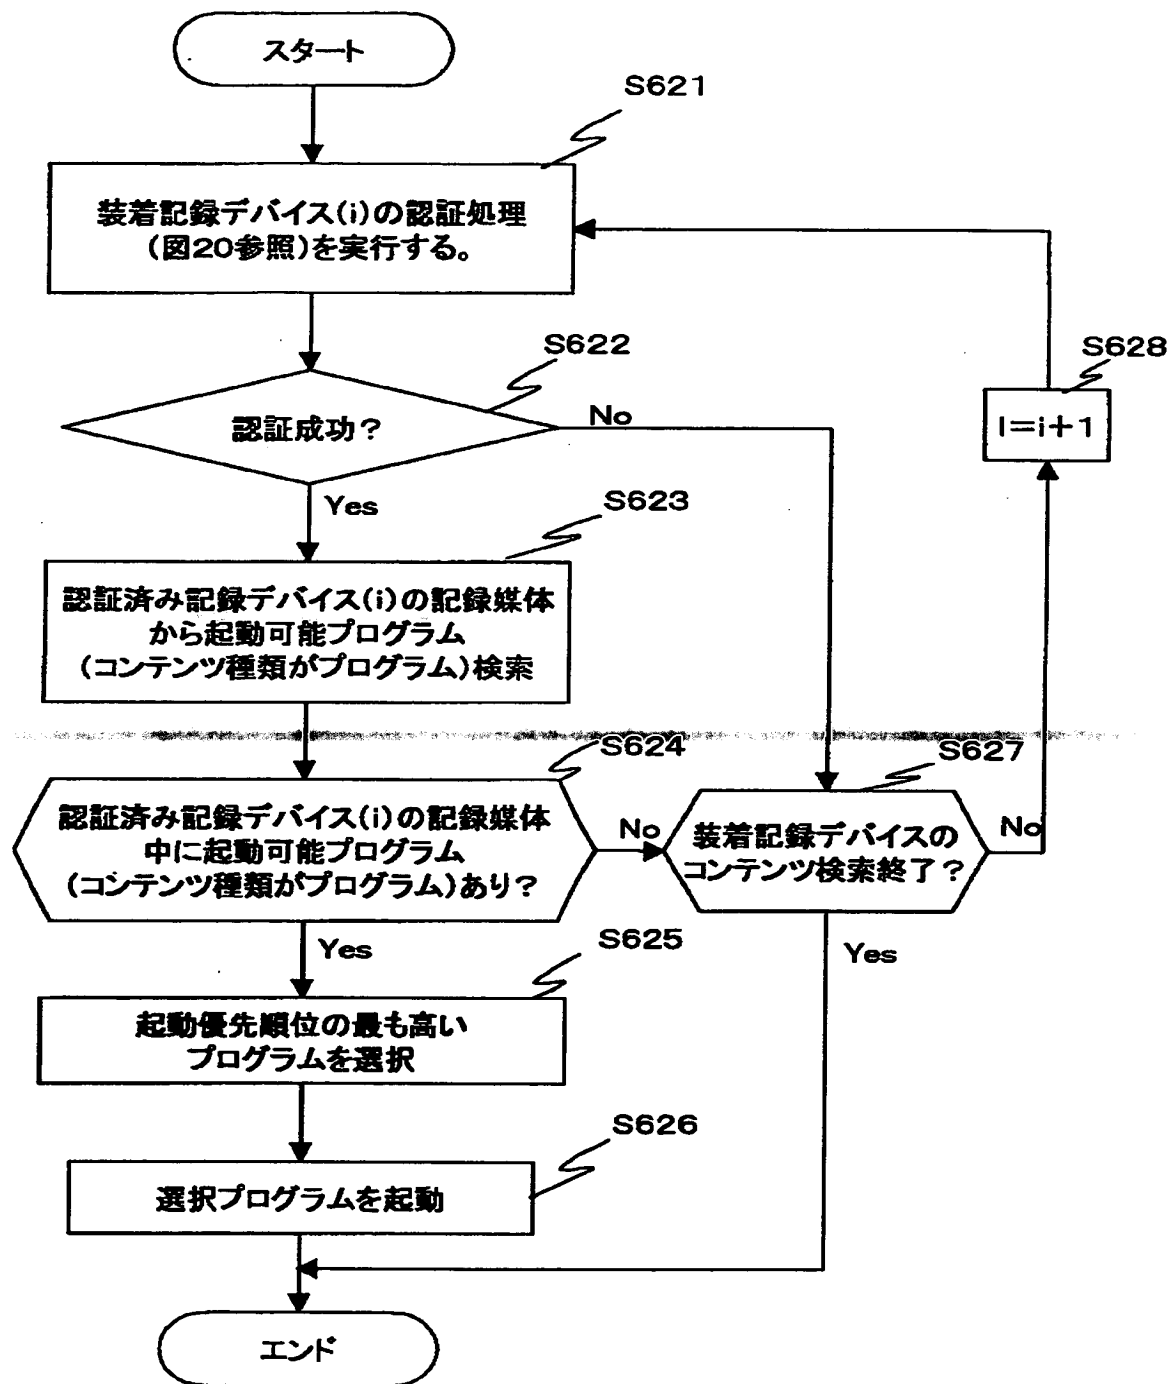 スタート
S621
装着記録デバイス(i)の認証処理
(図20参照)を実行する。
S622
認証成功?
No
Yes
S628
I=i+1
S623
認証済み記録デバイス(i)の記録媒体
から起動可能プログラム
(コンテンツ種類がプログラム)検索
S624
認証済み記録デバイス(i)の記録媒体
中に起動可能プログラム
(コンテンツ種類がプログラム)あり?
No
Yes
S627
装着記録デバイスの
コンテンツ検索終了?
No
Yes
S625
起動優先順位の最も高い
プログラムを選択
S626
選択プログラムを起動
エンド